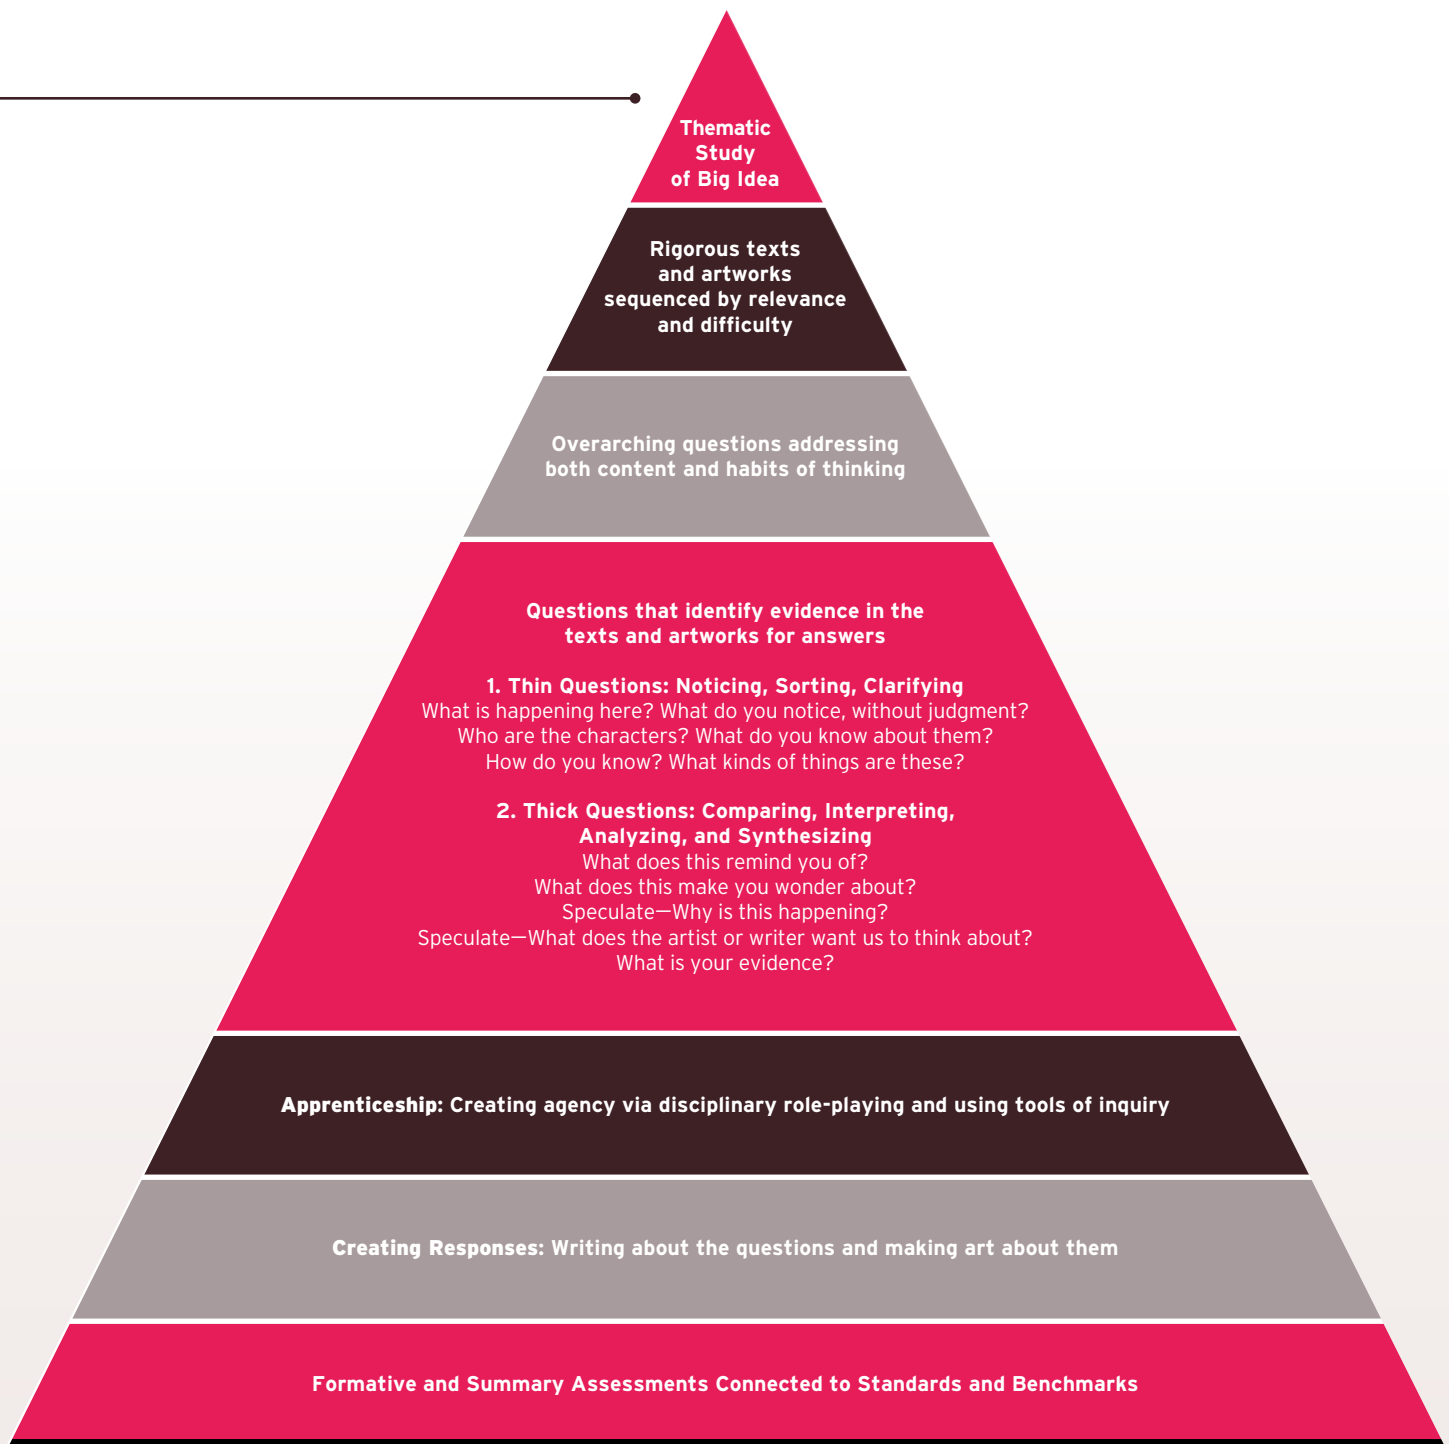 Thematic
Study
of Big Idea
Rigorous texts
and artworks
sequenced by relevance
and difficulty
Overarching questions addressing
both content and habits of thinking
Questions that identify evidence in the
texts and artworks for answers
1. Thin Questions: Noticing, Sorting, Clarifying
What is happening here? What do you notice, without judgment?
Who are the characters? What do you know about them?
How do you know? What kinds of things are these?
2. Thick Questions: Comparing, Interpreting,
Analyzing, and Synthesizing
What does this remind you of?
What does this make you wonder about?
Speculate—Why is this happening?
Speculate—What does the artist or writer want us to think about?
What is your evidence?
Apprenticeship: Creating agency via disciplinary role-playing and using tools of inquiry
Creating Responses: Writing about the questions and making art about them
Formative and Summary Assessments Connected to Standards and Benchmarks